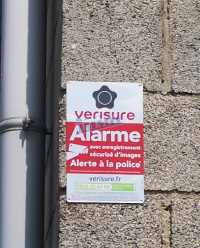 verisure
Alarme
avec enregistrement
sécurisé d'images
Alerte à la police
verisure.fr